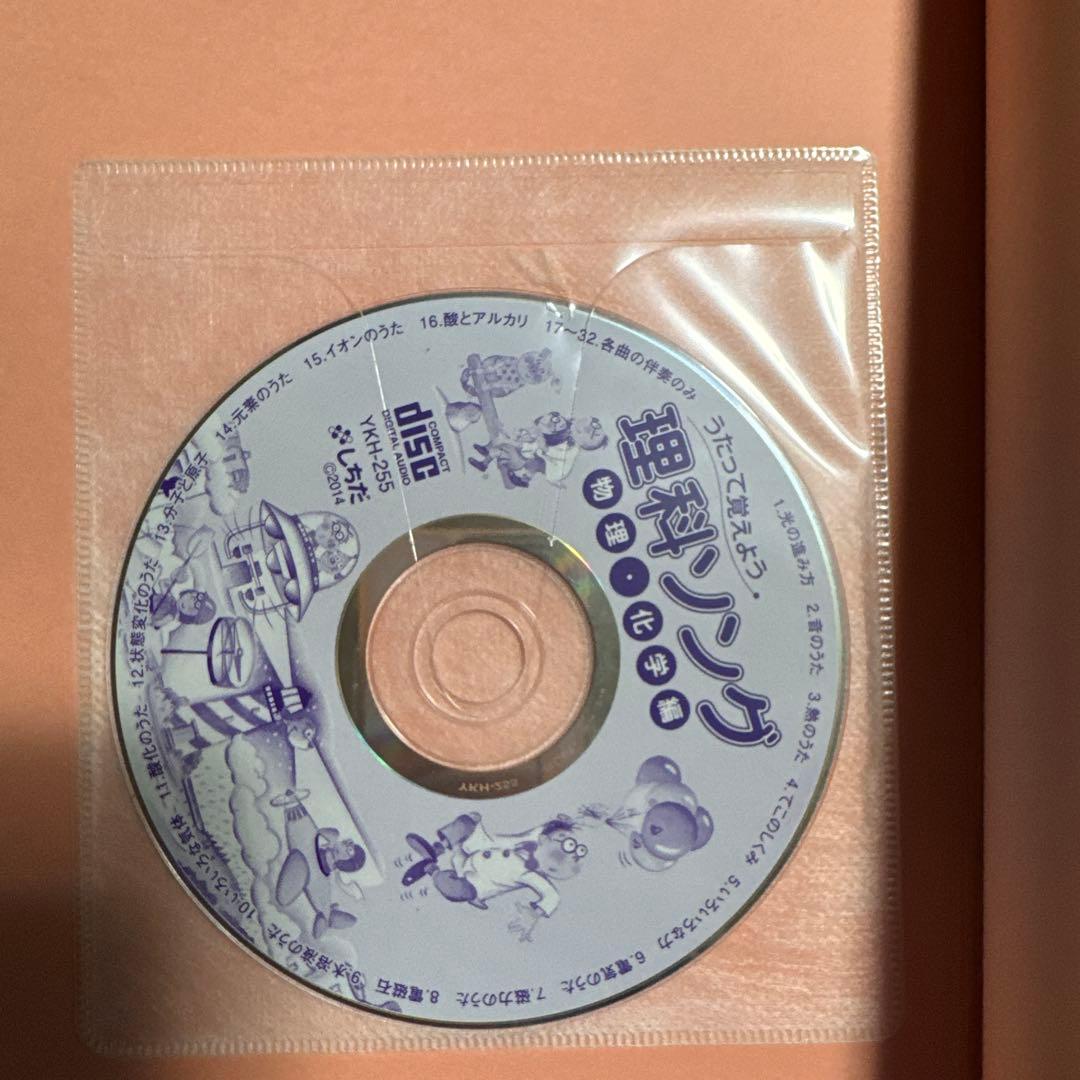 うたって覚えよう
理科ソング
物理・化学編
1.光の進み方
2.音のうた
3.熱のうた
4.てこのしくみ
5.いろいろな力
6.電気のうた
7.磁力のうた
8.電磁石
9.水溶液のうた
10.いろいろな気体
11.酸化のうた
12.状態変化のうた
13.分子と原子
14.元素のうた
15.イオンのうた
16.酸とアルカリ
17〜32.各曲の伴奏のみ
COMPACT
disc
DIGITAL AUDIO
YKH-255
しちだ
©2014
YKH-255